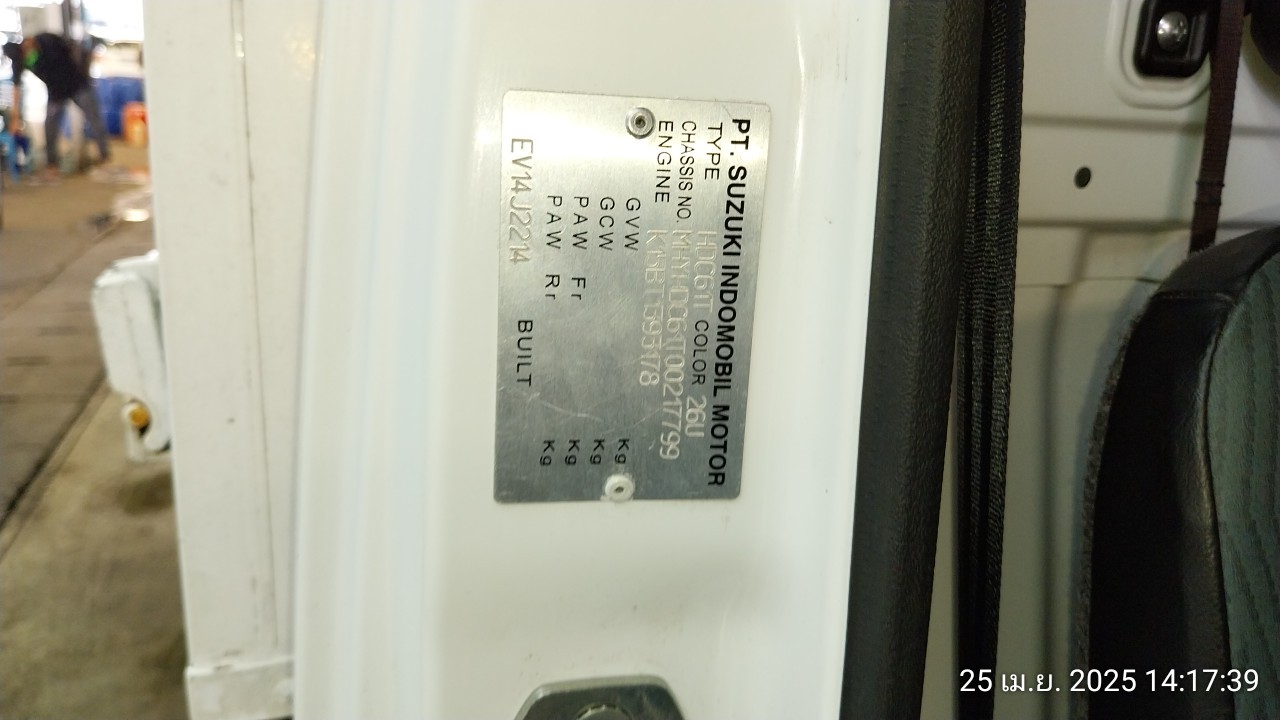 PT. SUZUKI INDOMOBIL MOTOR
TYPE HDC61T COLOR 26U
CHASSIS NO. MHYHDC61T00217799
ENGINE K15BT1593178
GVW Kg
GCW Kg
PAW Fr Kg
PAW Rr Kg
EV14J2214 BUILT
25 เม.ย. 2025 14:17:39